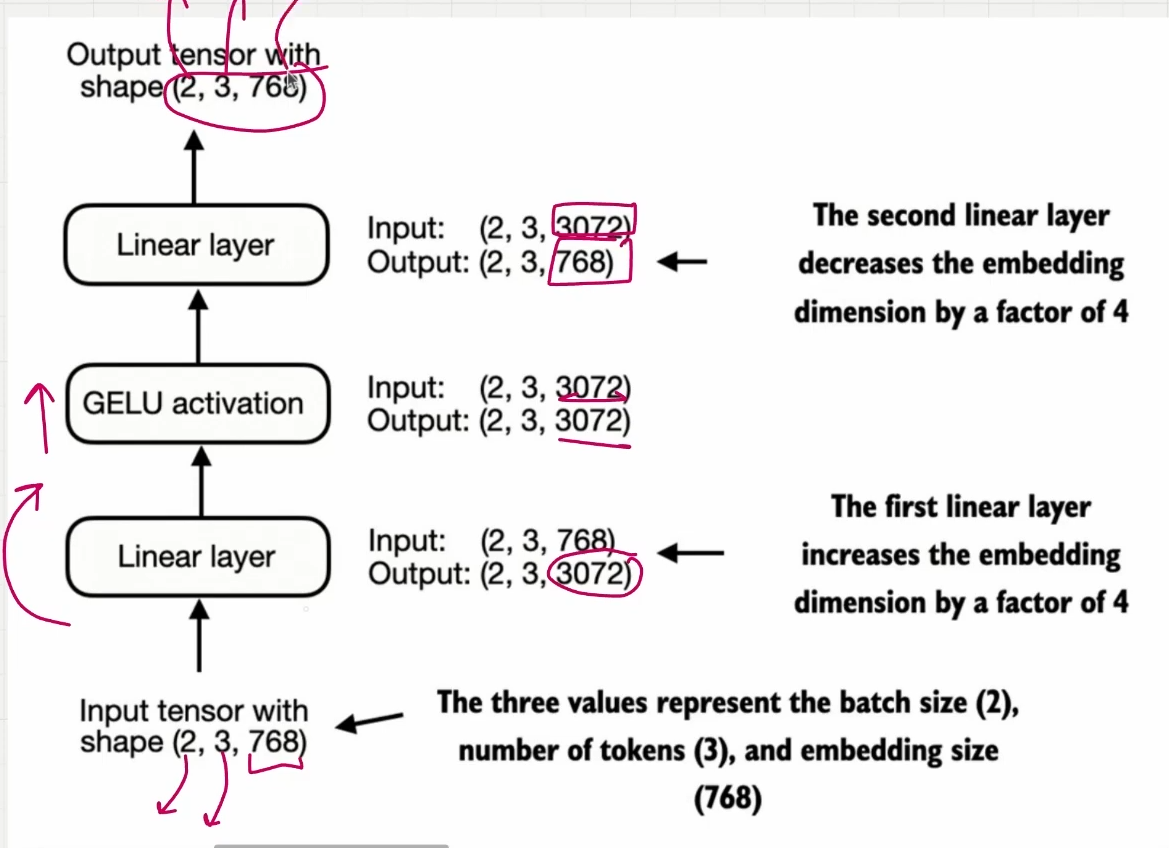 Output tensor with
shape (2, 3, 768)
Linear layer
Input: (2, 3, 3072)
Output: (2, 3, 768)
The second linear layer
decreases the embedding
dimension by a factor of 4
GELU activation
Input: (2, 3, 3072)
Output: (2, 3, 3072)
Linear layer
Input: (2, 3, 768)
Output: (2, 3, 3072)
The first linear layer
increases the embedding
dimension by a factor of 4
Input tensor with
shape (2, 3, 768)
The three values represent the batch size (2),
number of tokens (3), and embedding size
(768)